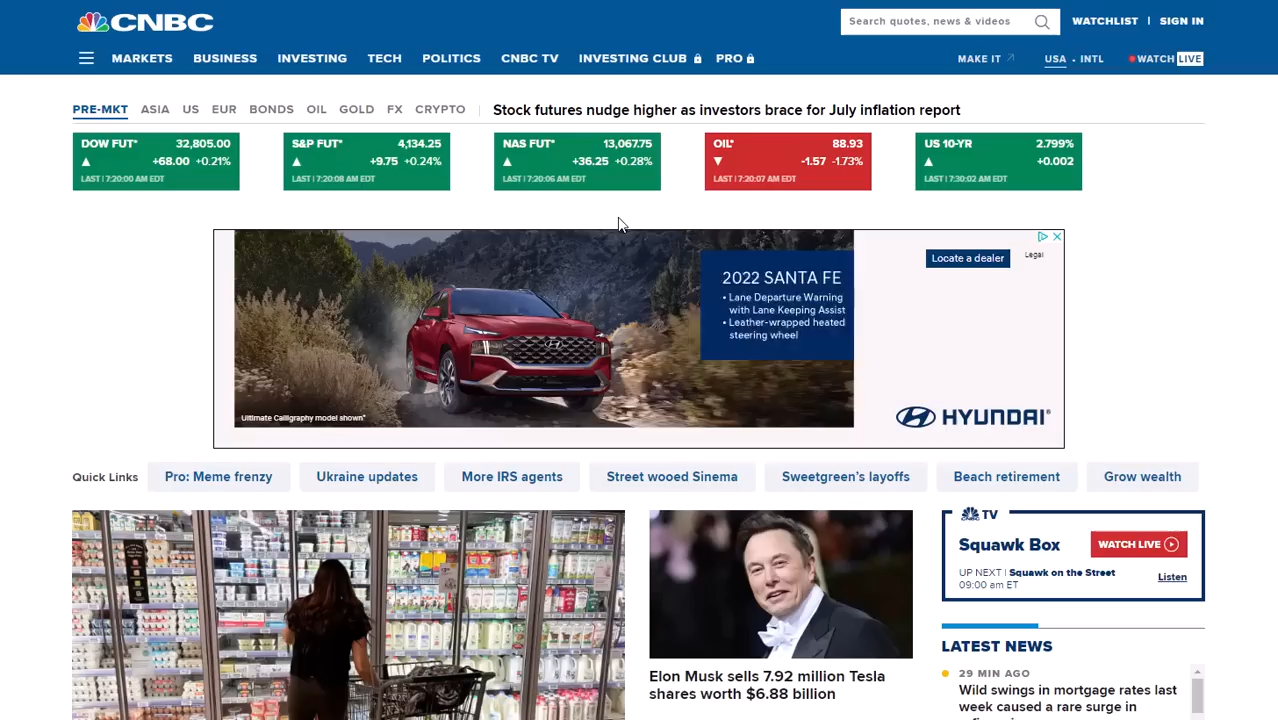 CNBC
Search quotes, news & videos
WATCHLIST | SIGN IN
MARKETS BUSINESS INVESTING TECH POLITICS CNBC TV INVESTING CLUB PRO
MAKE IT USA • INTL WATCH LIVE
PRE-MKT ASIA US EUR BONDS OIL GOLD FX CRYPTO
Stock futures nudge higher as investors brace for July inflation report
DOW FUT* 32,805.00
+68.00 +0.21%
LAST | 7:20:00 AM EDT
S&P FUT* 4,134.25
+9.75 +0.24%
LAST | 7:20:08 AM EDT
NAS FUT* 13,067.75
+36.25 +0.28%
LAST | 7:20:06 AM EDT
OIL* 88.93
-1.57 -1.73%
LAST | 7:20:07 AM EDT
US 10-YR 2.799%
+0.002
LAST | 7:30:02 AM EDT
2022 SANTA FE
• Lane Departure Warning
with Lane Keeping Assist
• Leather-wrapped heated
steering wheel
Ultimate Calligraphy model shown*
Locate a dealer
Legal
HYUNDAI
Quick Links
Pro: Meme frenzy
Ukraine updates
More IRS agents
Street wooed Sinema
Sweetgreen's layoffs
Beach retirement
Grow wealth
Elon Musk sells 7.92 million Tesla
shares worth $6.88 billion
CNBC TV
Squawk Box
WATCH LIVE
UP NEXT | Squawk on the Street
09:00 am ET
Listen
LATEST NEWS
29 MIN AGO
Wild swings in mortgage rates last
week caused a rare surge in